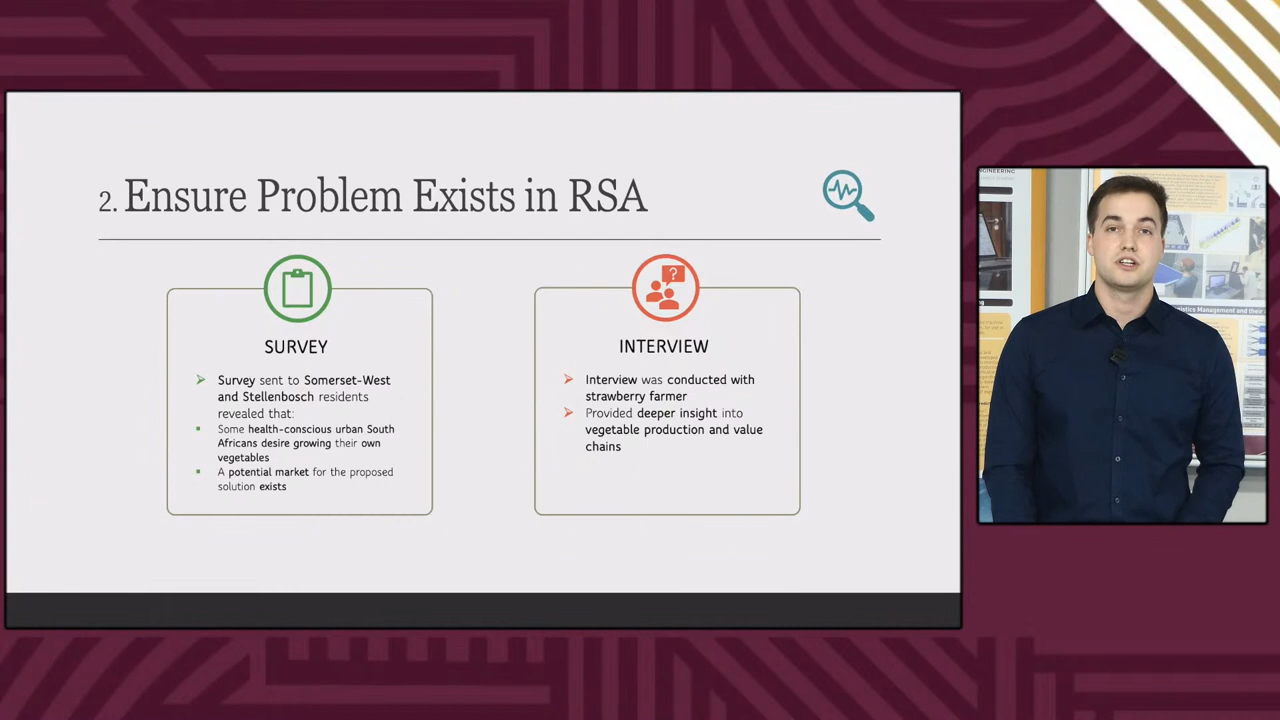 2. Ensure Problem Exists in RSA
SURVEY
Survey sent to Somerset-West
and Stellenbosch residents
revealed that:
Some health-conscious urban South
Africans desire growing their own
vegetables
A potential market for the proposed
solution exists
?
INTERVIEW
Interview was conducted with
strawberry farmer
Provided deeper insight into
vegetable production and value
chains